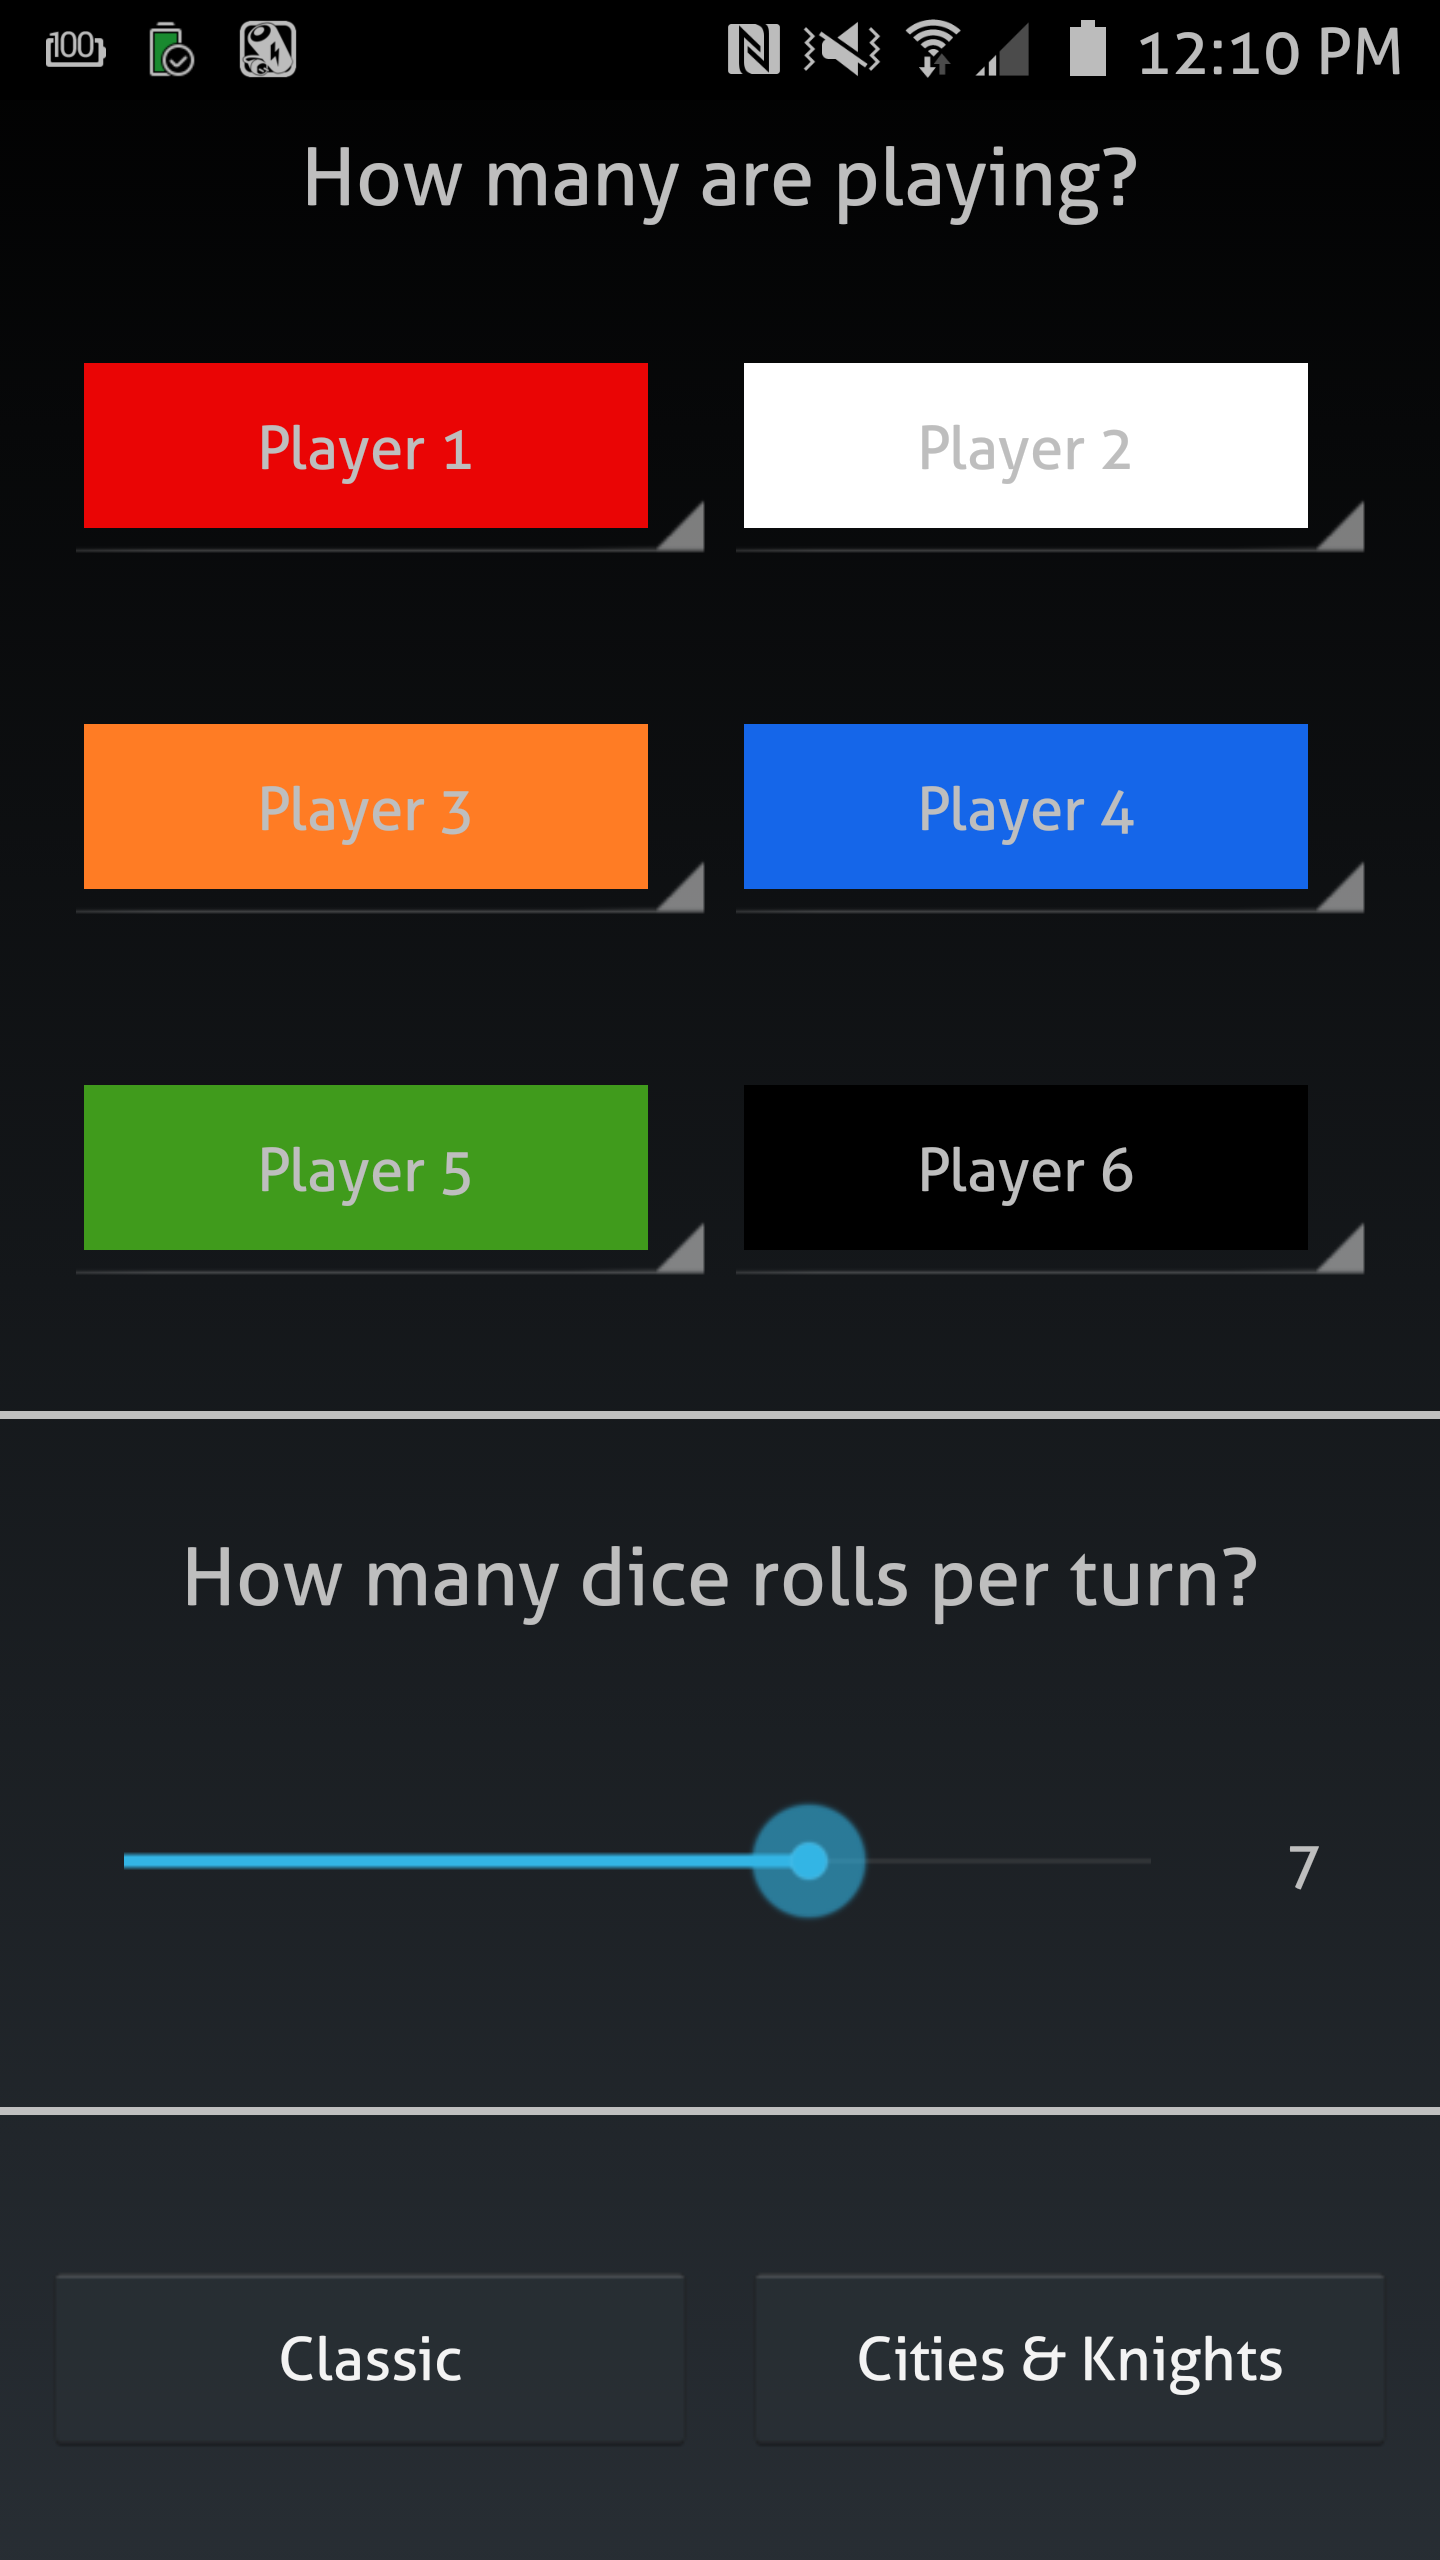 100 12:10 PM
How many are playing?
Player 1 Player 2
Player 3 Player 4
Player 5 Player 6
How many dice rolls per turn?
7
Classic Cities & Knights